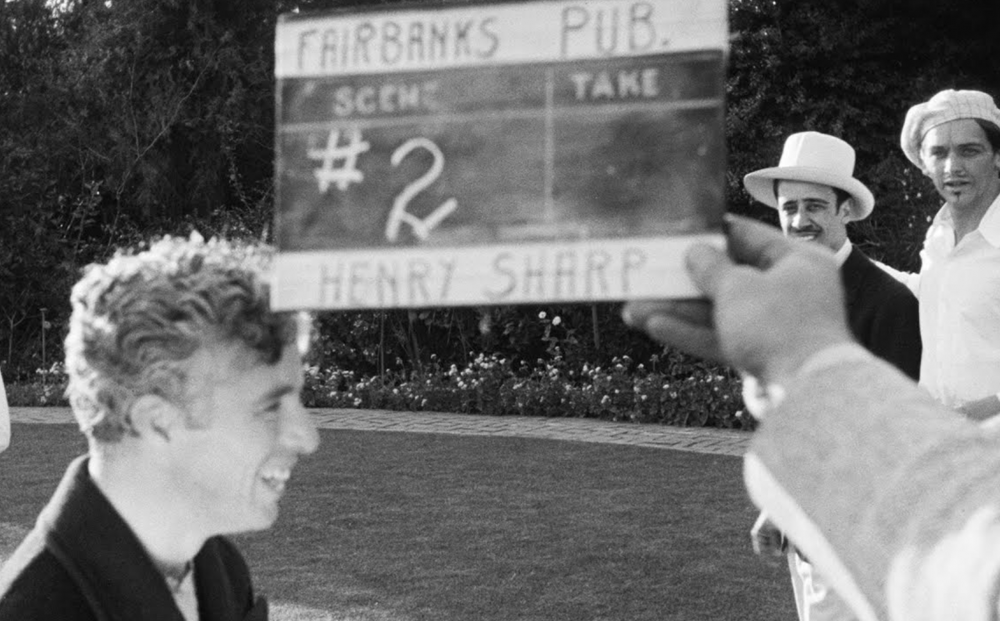 FAIRBANKS PUB.
SCENE TAKE
# 2
HENRY SHARP